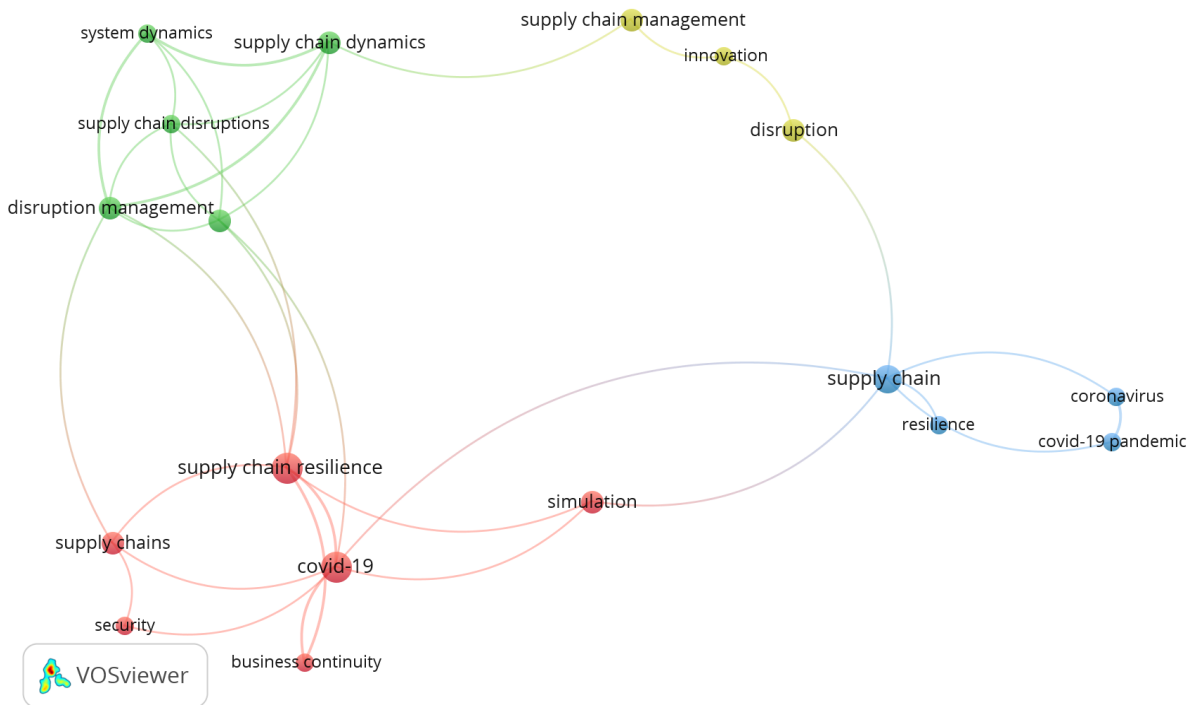 supply chain management
system dynamics
supply chain dynamics
innovation
supply chain disruptions
disruption
disruption management
supply chain
coronavirus
resilience
covid-19 pandemic
supply chain resilience
simulation
supply chains
covid-19
security
business continuity
VOSviewer